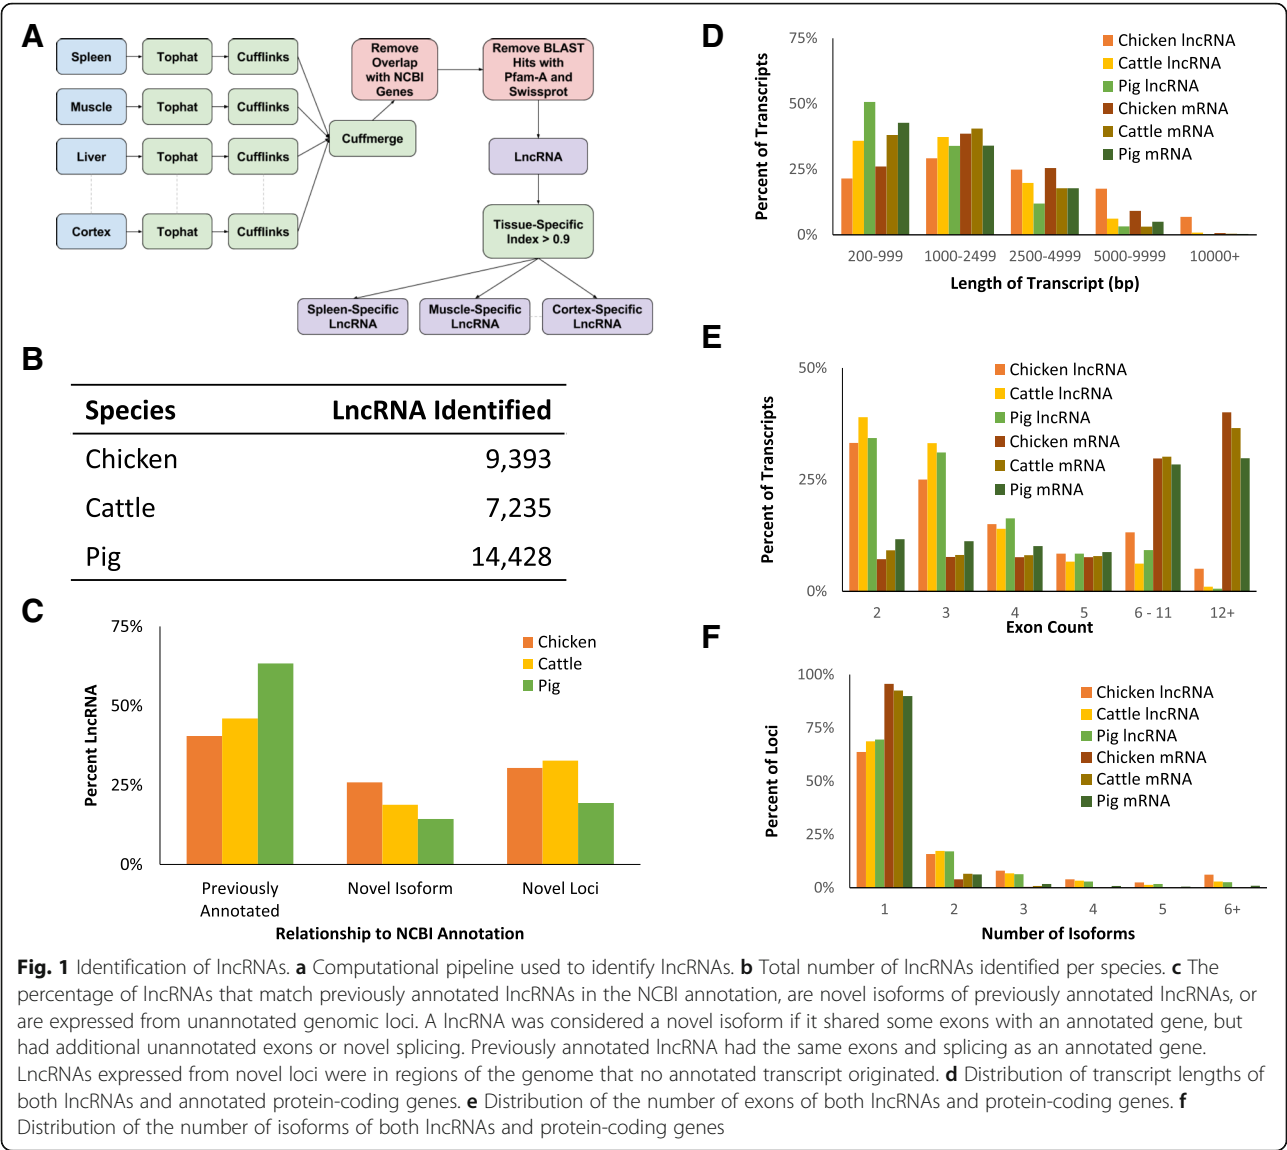 A
Spleen
Tophat
Cufflinks
Muscle
Tophat
Cufflinks
Liver
Tophat
Cufflinks
Cortex
Tophat
Cufflinks
Cuffmerge
Remove
Overlap
with NCBI
Genes
Remove BLAST
Hits with
Pfam-A and
Swissprot
LncRNA
Tissue-Specific
Index > 0.9
Spleen-Specific
LncRNA
Muscle-Specific
LncRNA
Cortex-Specific
LncRNA
B
Species LncRNA Identified
Chicken 9,393
Cattle 7,235
Pig 14,428
C
75%
50%
25%
0%
Percent LncRNA
Chicken
Cattle
Pig
Previously
Annotated
Novel Isoform
Novel Loci
Relationship to NCBI Annotation
D
75%
50%
25%
0%
Percent of Transcripts
Chicken lncRNA
Cattle lncRNA
Pig lncRNA
Chicken mRNA
Cattle mRNA
Pig mRNA
200-999 1000-2499 2500-4999 5000-9999 10000+
Length of Transcript (bp)
E
50%
25%
0%
Percent of Transcripts
Chicken lncRNA
Cattle lncRNA
Pig lncRNA
Chicken mRNA
Cattle mRNA
Pig mRNA
2 3 4 5 6 - 11 12+
Exon Count
F
100%
75%
50%
25%
0%
Percent of Loci
Chicken lncRNA
Cattle lncRNA
Pig lncRNA
Chicken mRNA
Cattle mRNA
Pig mRNA
1 2 3 4 5 6+
Number of Isoforms
Fig. 1 Identification of lncRNAs. a Computational pipeline used to identify lncRNAs. b Total number of lncRNAs identified per species. c The
percentage of lncRNAs that match previously annotated lncRNAs in the NCBI annotation, are novel isoforms of previously annotated lncRNAs, or
are expressed from unannotated genomic loci. A lncRNA was considered a novel isoform if it shared some exons with an annotated gene, but
had additional unannotated exons or novel splicing. Previously annotated lncRNA had the same exons and splicing as an annotated gene.
LncRNAs expressed from novel loci were in regions of the genome that no annotated transcript originated. d Distribution of transcript lengths of
both lncRNAs and annotated protein-coding genes. e Distribution of the number of exons of both lncRNAs and protein-coding genes. f
Distribution of the number of isoforms of both lncRNAs and protein-coding genes